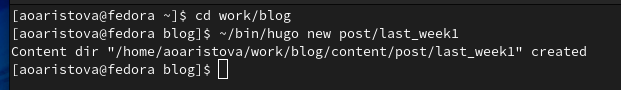 [aoaristova@fedora ~]$ cd work/blog
[aoaristova@fedora blog]$ ~/bin/hugo new post/last_week1
Content dir "/home/aoaristova/work/blog/content/post/last_week1" created
[aoaristova@fedora blog]$